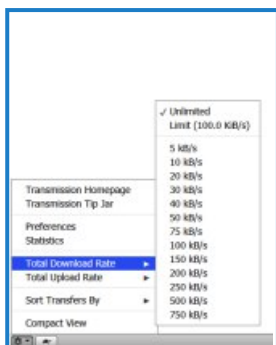 Transmission Homepage
Transmission Tip Jar
Preferences
Statistics
Total Download Rate
Total Upload Rate
Sort Transfers By
Compact View
✓ Unlimited
Limit (100.0 KiB/s)
5 kB/s
10 kB/s
20 kB/s
30 kB/s
40 kB/s
50 kB/s
75 kB/s
100 kB/s
150 kB/s
200 kB/s
250 kB/s
500 kB/s
750 kB/s